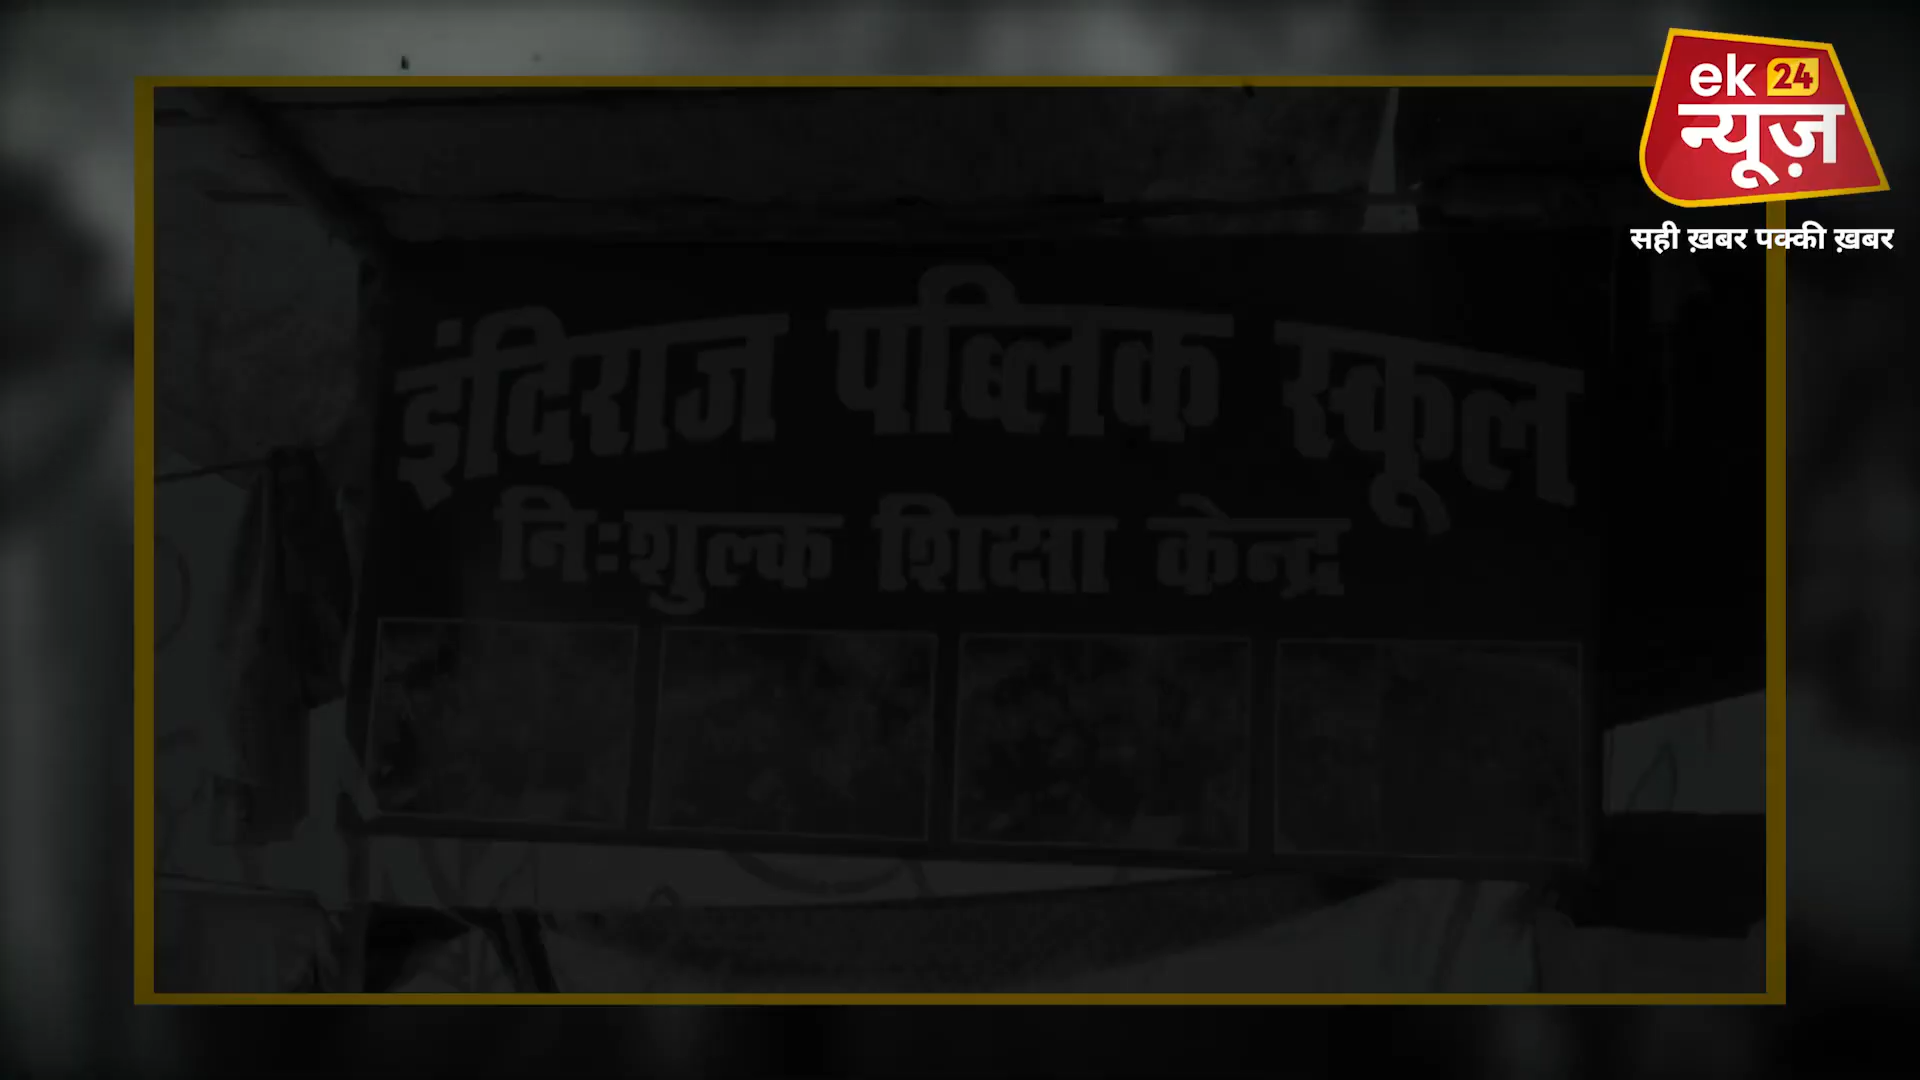 ek 24
न्यूज़
सही ख़बर पक्की ख़बर
इंदिराज पब्लिक स्कूल
निःशुल्क शिक्षा केन्द्र